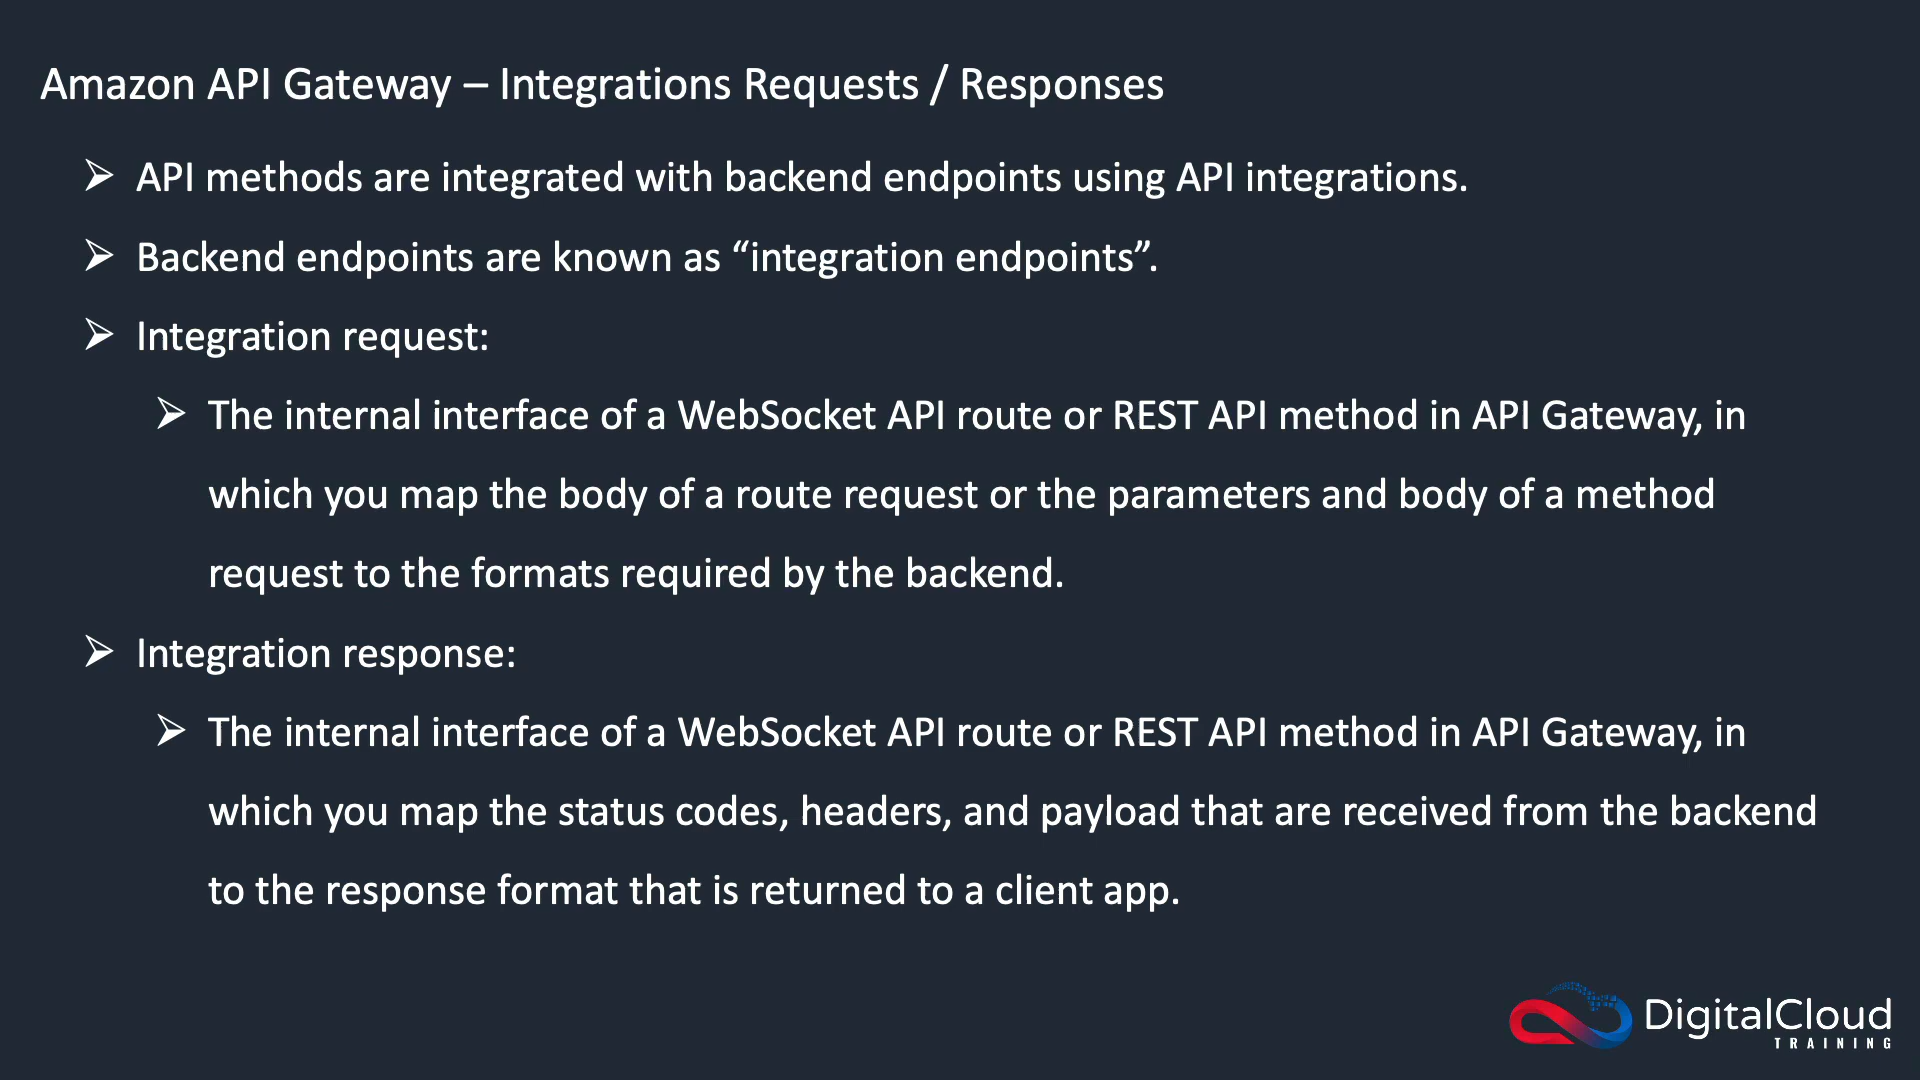 Amazon API Gateway – Integrations Requests / Responses
➢ API methods are integrated with backend endpoints using API integrations.
➢ Backend endpoints are known as “integration endpoints”.
➢ Integration request:
➢ The internal interface of a WebSocket API route or REST API method in API Gateway, in
which you map the body of a route request or the parameters and body of a method
request to the formats required by the backend.
➢ Integration response:
➢ The internal interface of a WebSocket API route or REST API method in API Gateway, in
which you map the status codes, headers, and payload that are received from the backend
to the response format that is returned to a client app.
DigitalCloud
TRAINING